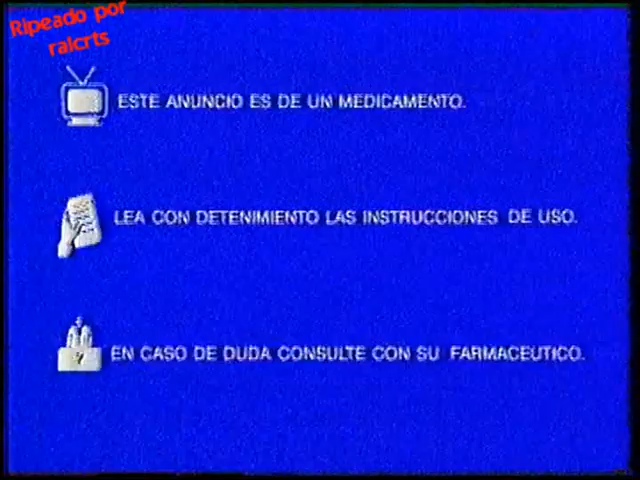 Ripeado por
ralcrts
ESTE ANUNCIO ES DE UN MEDICAMENTO.
LEA CON DETENIMIENTO LAS INSTRUCCIONES DE USO.
EN CASO DE DUDA CONSULTE CON SU FARMACEUTICO.